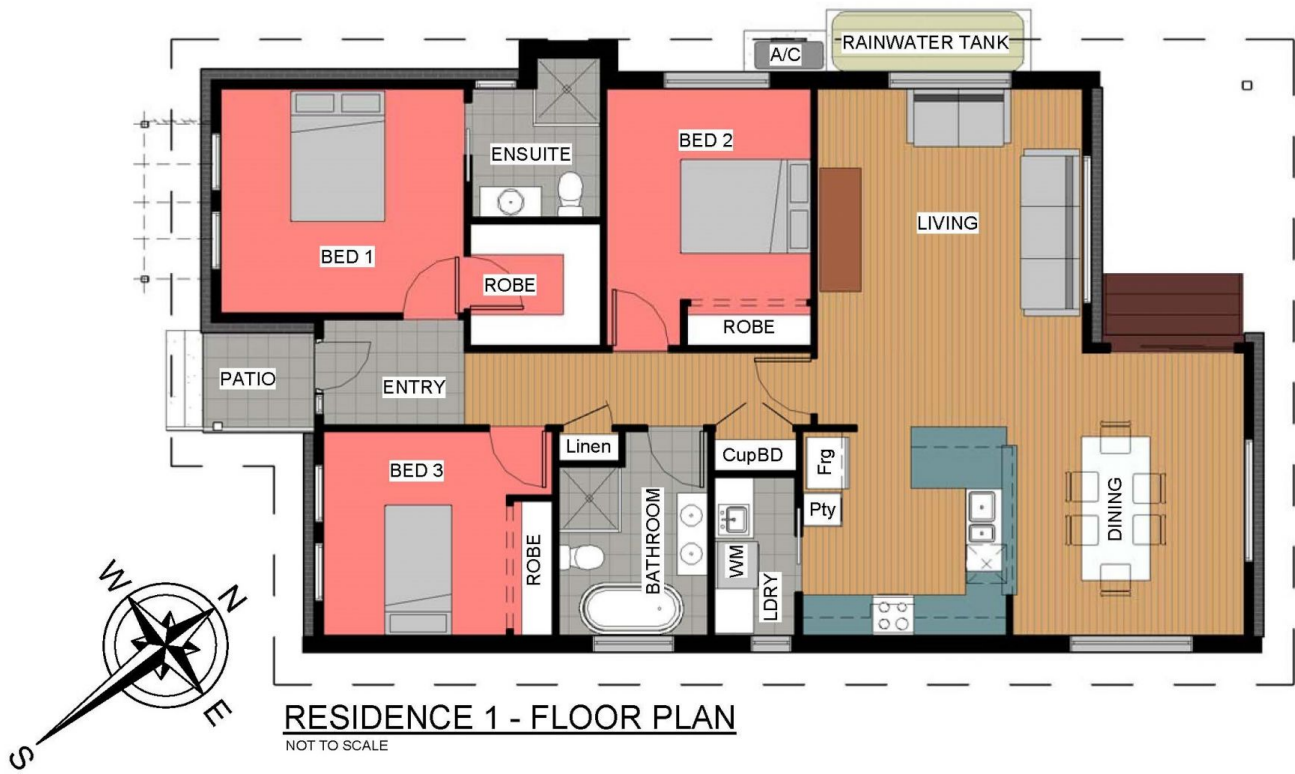 RAINWATER TANK
A/C
ENSUITE
BED 2
LIVING
BED 1
ROBE
ROBE
PATIO
ENTRY
Linen
CupBD
Frg
BED 3
Pty
DINING
ROBE
BATHROOM
WM
LDRY
W
N
E
S
RESIDENCE 1 - FLOOR PLAN
NOT TO SCALE